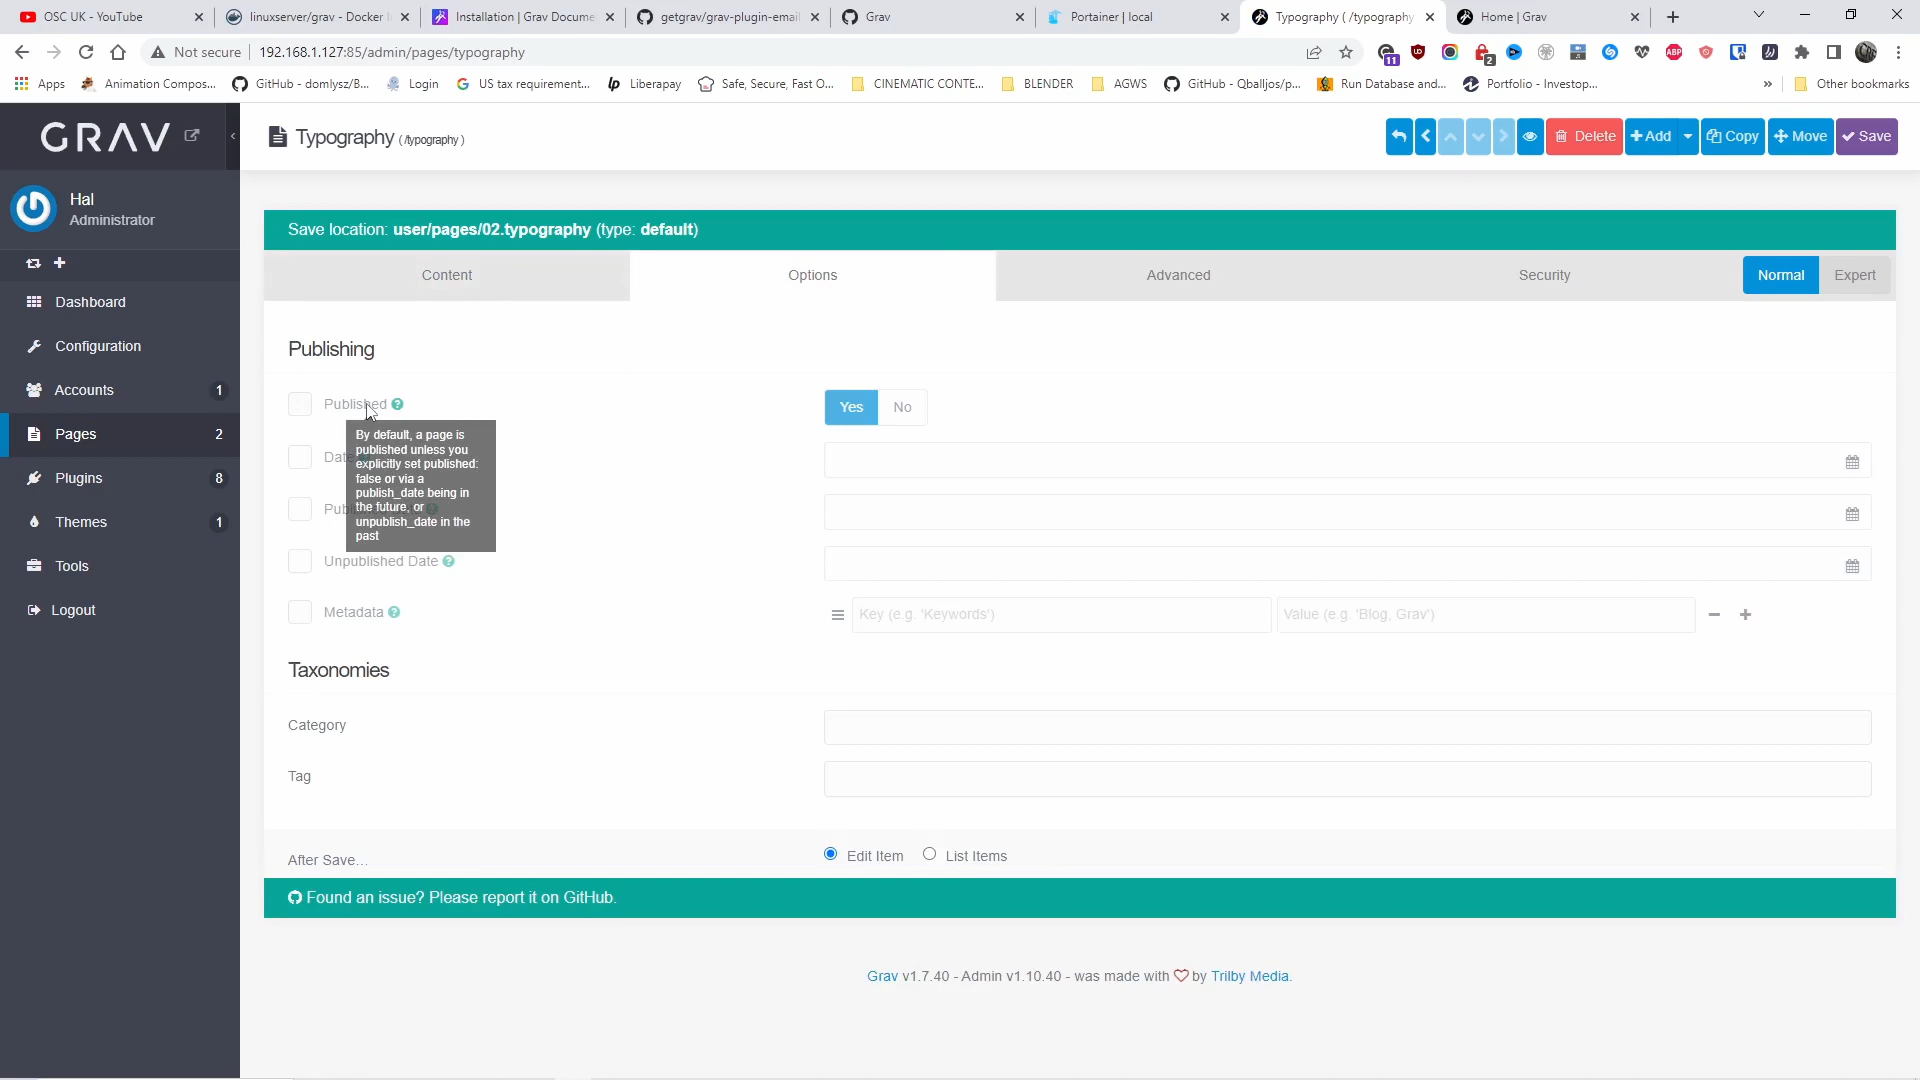 OSC UK - YouTube
linuxserver/grav - Docker I
Installation | Grav Docume
getgrav/grav-plugin-email
Grav
Portainer | local
Typography ( /typography
Home | Grav
Not secure
192.168.1.127:85/admin/pages/typography
11
2
ABP
Apps
Animation Compos...
GitHub - domlysz/B...
Login
US tax requirement...
Liberapay
Safe, Secure, Fast O...
CINEMATIC CONTE...
BLENDER
AGWS
GitHub - Qballjos/p...
Run Database and...
Portfolio - Investop...
»
Other bookmarks
GRAV
Typography ( /typography )
Delete
Add
Copy
Move
Save
Hal
Administrator
Dashboard
Configuration
Accounts
1
Pages
2
Plugins
8
Themes
1
Tools
Logout
Save location: user/pages/02.typography (type: default)
Content
Options
Advanced
Security
Normal
Expert
Publishing
Published
Yes
No
By default, a page is
published unless you
explicitly set published:
false or via a
publish_date being in
the future, or
unpublish_date in the
past
Date
Unpublished Date
Metadata
Key (e.g. 'Keywords')
Value (e.g. 'Blog, Grav')
Taxonomies
Category
Tag
After Save...
Edit Item
List Items
Found an issue? Please report it on GitHub.
Grav v1.7.40 - Admin v1.10.40 - was made with by Trilby Media.